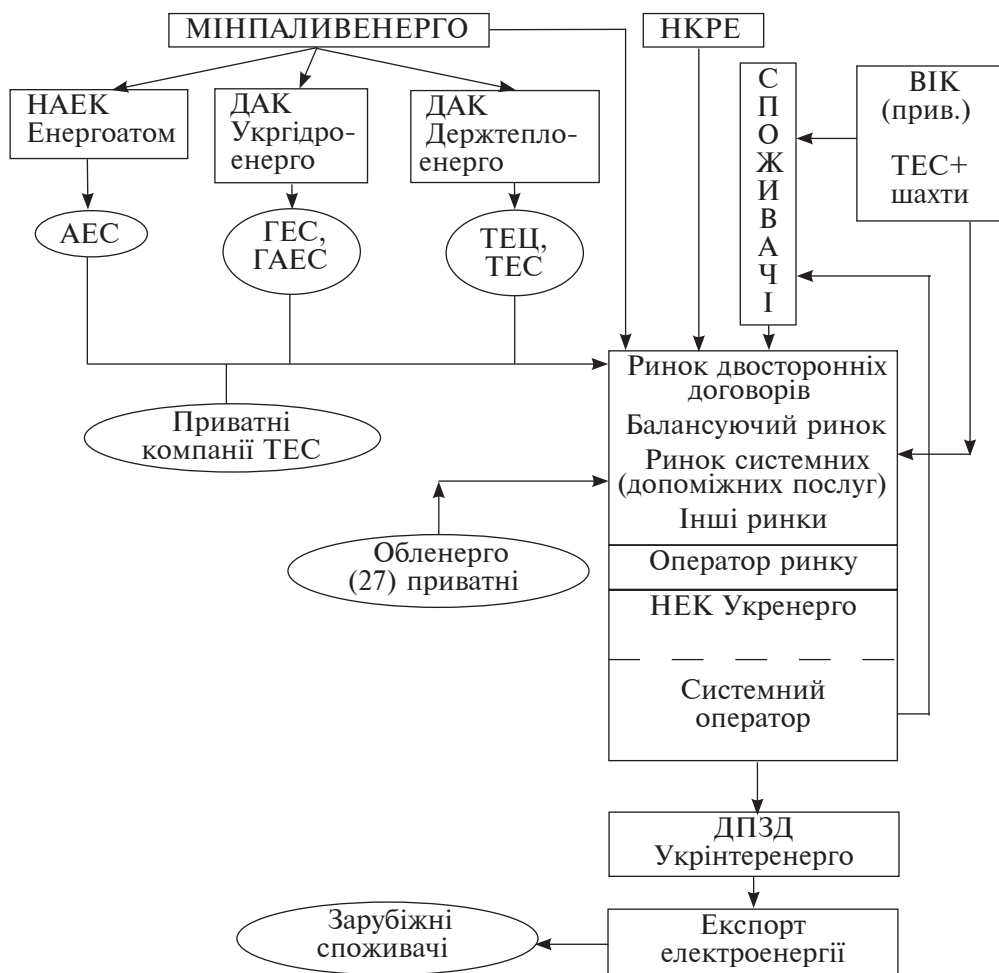 МІНПАЛИВЕНЕРГО
НКРЕ
НАЕК
Енергоатом
ДАК
Укргідро-
енерго
ДАК
Держтепло-
енерго
С
П
О
Ж
И
В
А
Ч
І
ВІК
(прив.)
ТЕС+
шахти
АЕС
ГЕС,
ГАЕС
ТЕЦ,
ТЕС
Приватні
компанії ТЕС
Ринок двосторонніх
договорів
Балансуючий ринок
Ринок системних
(допоміжних послуг)
Інші ринки
Обленерго
(27) приватні
Оператор ринку
НЕК Укренерго
Системний
оператор
ДПЗД
Укрінтеренерго
Зарубіжні
споживачі
Експорт
електроенергії